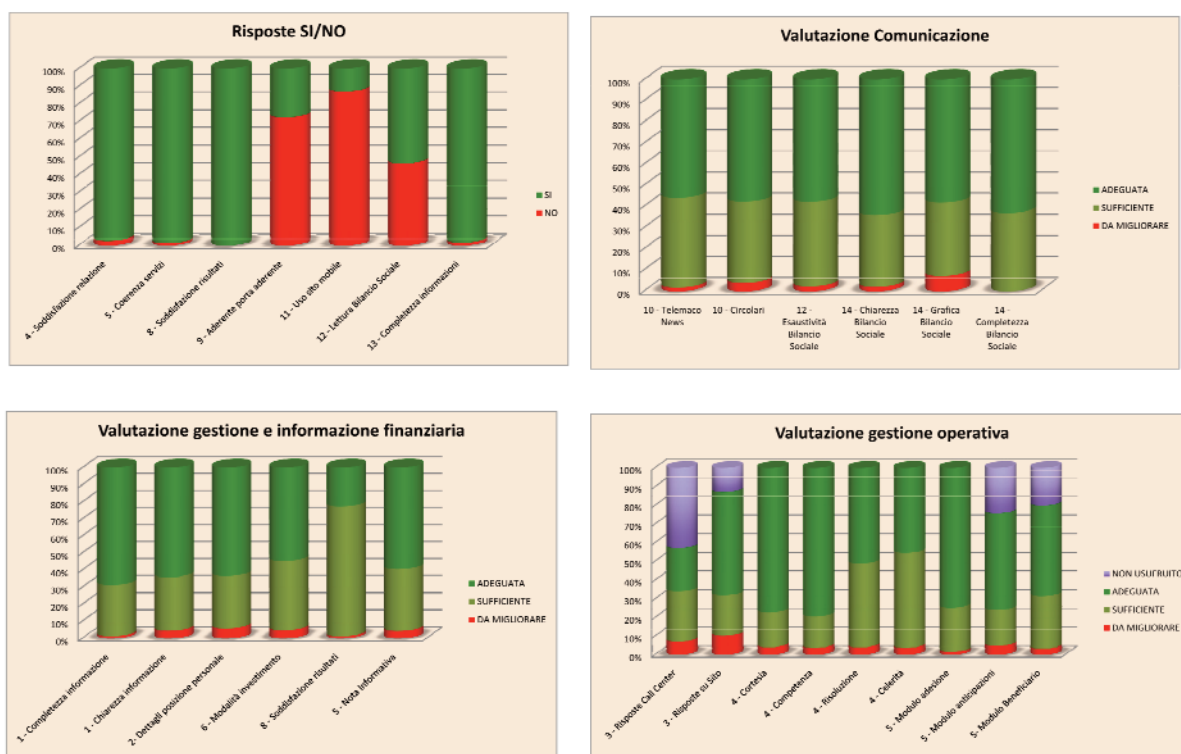 Risposte SI/NO
100%
90%
80%
70%
60%
50%
40%
30%
20%
10%
0%
SI
NO
4 - Soddisfazione relazione
5 - Coerenza servizi
8 - Soddisfazione risultati
9 - Aderente porta aderente
11 - Uso sito mobile
12 - Lettura Bilancio Sociale
13 - Completezza informazioni
Valutazione Comunicazione
100%
90%
80%
70%
60%
50%
40%
30%
20%
10%
0%
ADEGUATA
SUFFICIENTE
DA MIGLIORARE
10 - Telemaco
News
10 - Circolari
12 -
Esaustività
Bilancio
Sociale
14 - Chiarezza
Bilancio
Sociale
14 - Grafica
Bilancio
Sociale
14 -
Completezza
Bilancio
Sociale
Valutazione gestione e informazione finanziaria
100%
90%
80%
70%
60%
50%
40%
30%
20%
10%
0%
ADEGUATA
SUFFICIENTE
DA MIGLIORARE
1 - Completezza informazione
1 - Chiarezza informazione
2- Dettagli posizione personale
6 - Modalità investimento
8 - Soddisfazione risultati
5 - Nota Informativa
Valutazione gestione operativa
100%
90%
80%
70%
60%
50%
40%
30%
20%
10%
0%
NON USUFRUITO
ADEGUATA
SUFFICIENTE
DA MIGLIORARE
3 - Risposte Call Center
3 - Risposte su Sito
4 - Cortesia
4 - Competenza
4 - Risoluzione
4 - Celerità
5 - Modulo adesione
5 - Modulo anticipazioni
5- Modulo Beneficiario